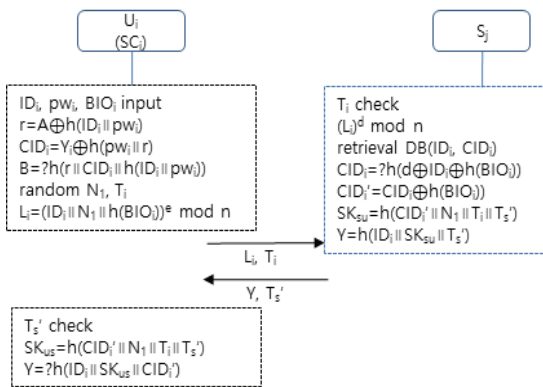 Uᵢ
(SCᵢ)
Sⱼ
IDᵢ, pwᵢ, BIOᵢ input
r=A⊕h(IDᵢ∥pwᵢ)
CIDᵢ=Yᵢ⊕h(pwᵢ∥r)
B=?h(r∥CIDᵢ∥h(IDᵢ∥pwᵢ))
random N₁, Tᵢ
Lᵢ=(IDᵢ∥N₁∥h(BIOᵢ))ᵉ mod n
Tᵢ check
(Lᵢ)ᵈ mod n
retrieval DB(IDᵢ, CIDᵢ)
CIDᵢ=?h(d⊕IDᵢ⊕h(BIOᵢ))
CIDᵢ'=CIDᵢ⊕h(BIOᵢ))
SKₛᵤ=h(CIDᵢ'∥N₁∥Tᵢ∥Tₛ')
Y=h(IDᵢ∥SKₛᵤ∥Tₛ')
Lᵢ, Tᵢ
Y, Tₛ'
Tₛ' check
SKᵤₛ=h(CIDᵢ'∥N₁∥Tᵢ∥Tₛ')
Y=?h(IDᵢ∥SKᵤₛ∥CIDᵢ')